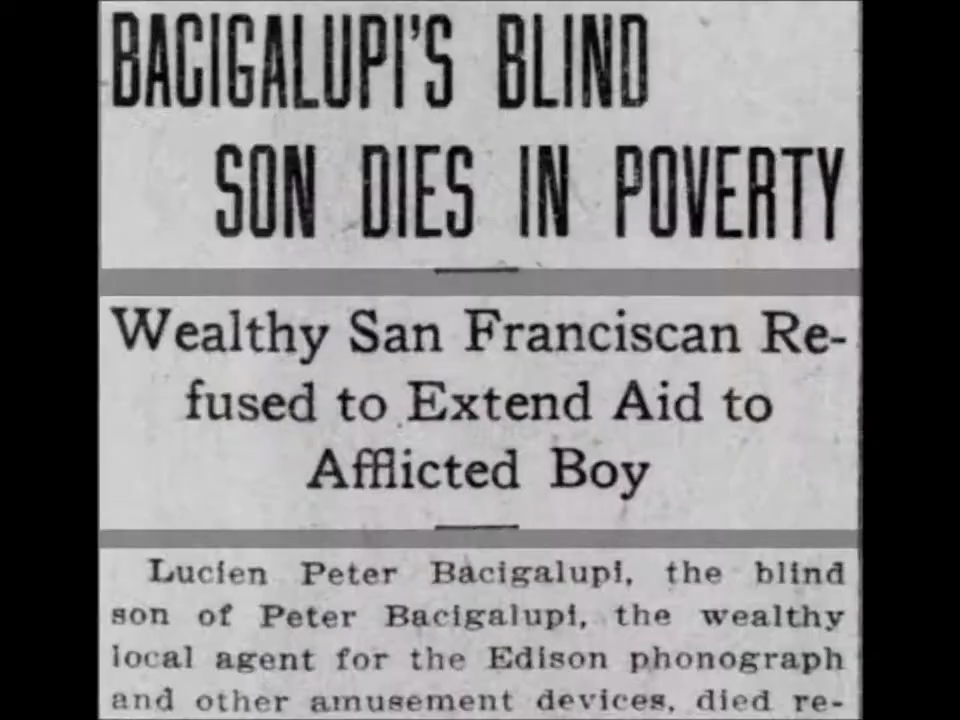 BACIGALUPI'S BLIND
SON DIES IN POVERTY
Wealthy San Franciscan Re-
fused to Extend Aid to
Afflicted Boy
Lucien Peter Bacigalupi, the blind
son of Peter Bacigalupi, the wealthy
local agent for the Edison phonograph
and other amusement devices, died re-